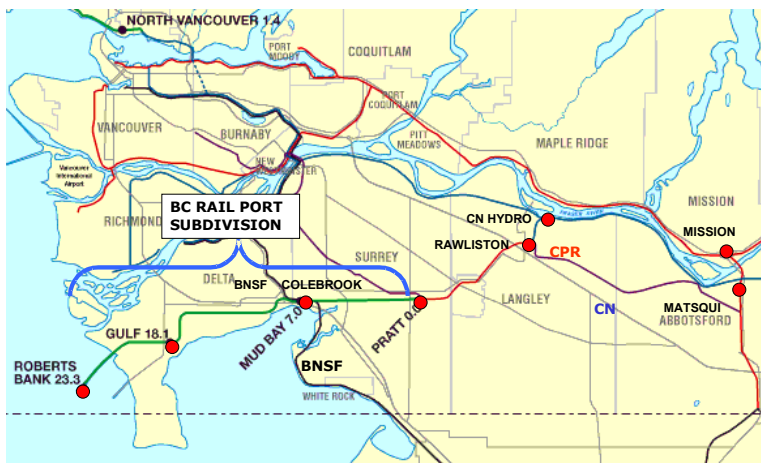 NORTH VANCOUVER 1.4
PORT
MOODY
COQUITLAM
PORT
COQUITLAM
VANCOUVER
BURNABY
PITT
MEADOWS
MAPLE RIDGE
Vancouver
International
Airport
NEW
WESTMINSTER
MISSION
RICHMOND
BC RAIL PORT
SUBDIVISION
CN HYDRO
FRASER RIVER
RAWLISTON
CPR
MISSION
SURREY
DELTA
BNSF
COLEBROOK
LANGLEY
CN
MATSQUI
ABBOTSFORD
GULF 18.1
MUD BAY 7.0
PRATT 0.0
ROBERTS
BANK 23.3
BNSF
WHITE ROCK